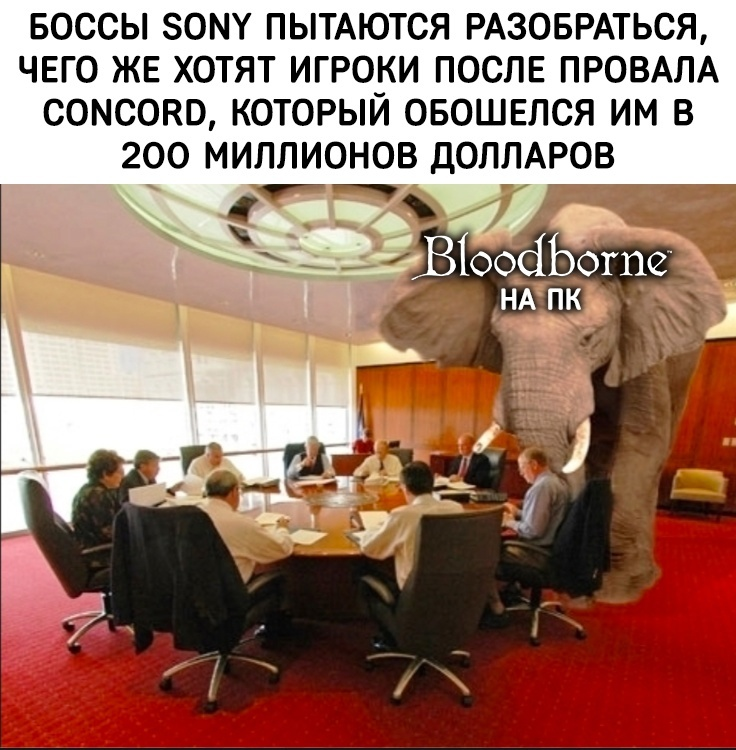 БОССЫ SONY ПЫТАЮТСЯ РАЗОБРАТЬСЯ,
ЧЕГО ЖЕ ХОТЯТ ИГРОКИ ПОСЛЕ ПРОВАЛА
CONCORD, КОТОРЫЙ ОБОШЕЛСЯ ИМ В
200 МИЛЛИОНОВ ДОЛЛАРОВ
Bloodborne™
НА ПК